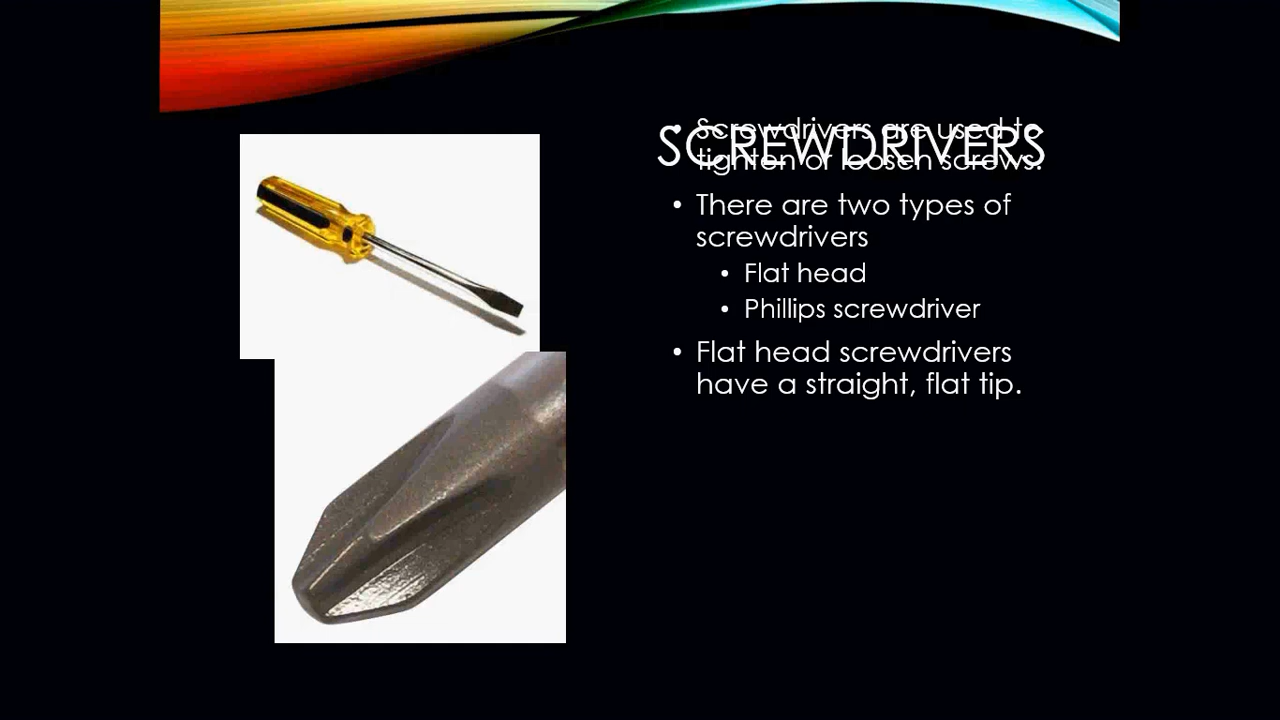 SCREWDRIVERS
• Screwdrivers are used to
tighten or loosen screws.
• There are two types of
screwdrivers
• Flat head
• Phillips screwdriver
• Flat head screwdrivers
have a straight, flat tip.